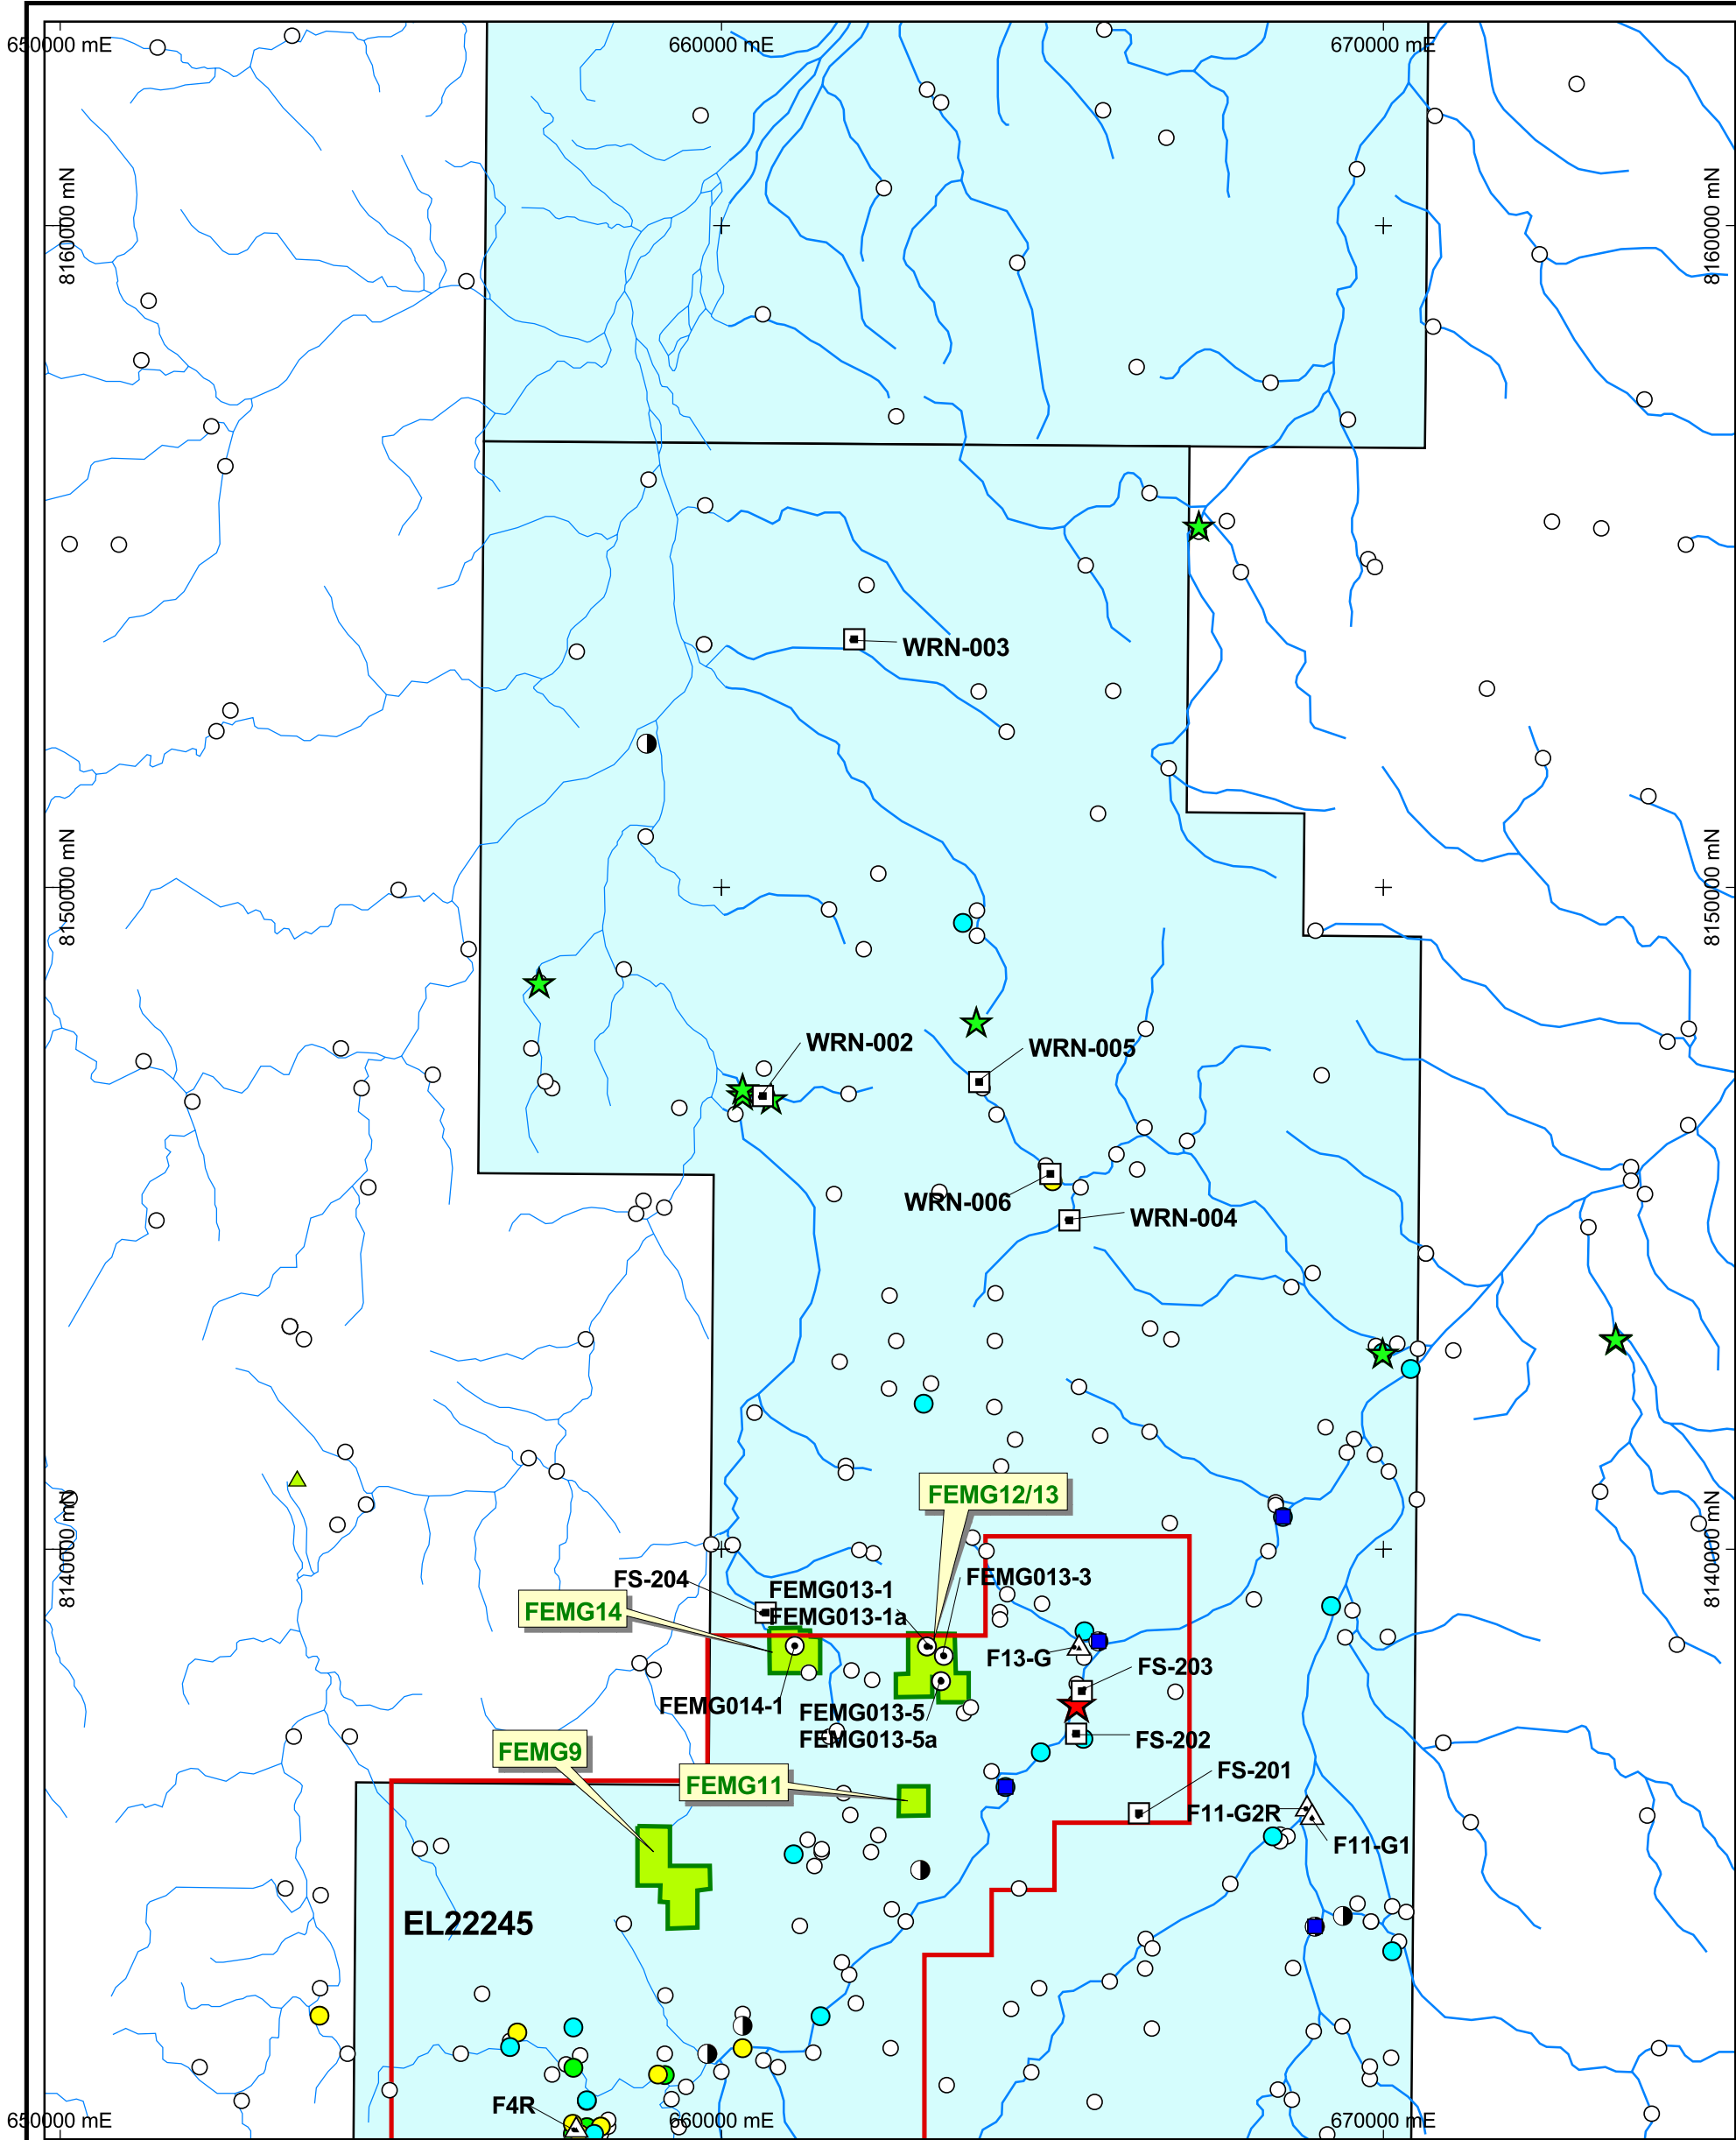 650000 mE
660000 mE
670000 mE
8160000 mN
8160000 mN
WRN-003
8150000 mN
8150000 mN
WRN-002
WRN-005
WRN-006
WRN-004
FEMG12/13
8140000 mN
8140000 mN
FS-204
FEMG013-1
FEMG013-3
FEMG14
FEMG013-1a
F13-G
FS-203
FEMG014-1
FEMG013-5
FEMG013-5a
FS-202
FEMG9
FEMG11
FS-201
F11-G2R
F11-G1
EL22245
F4R
650000 mE
660000 mE
670000 mE